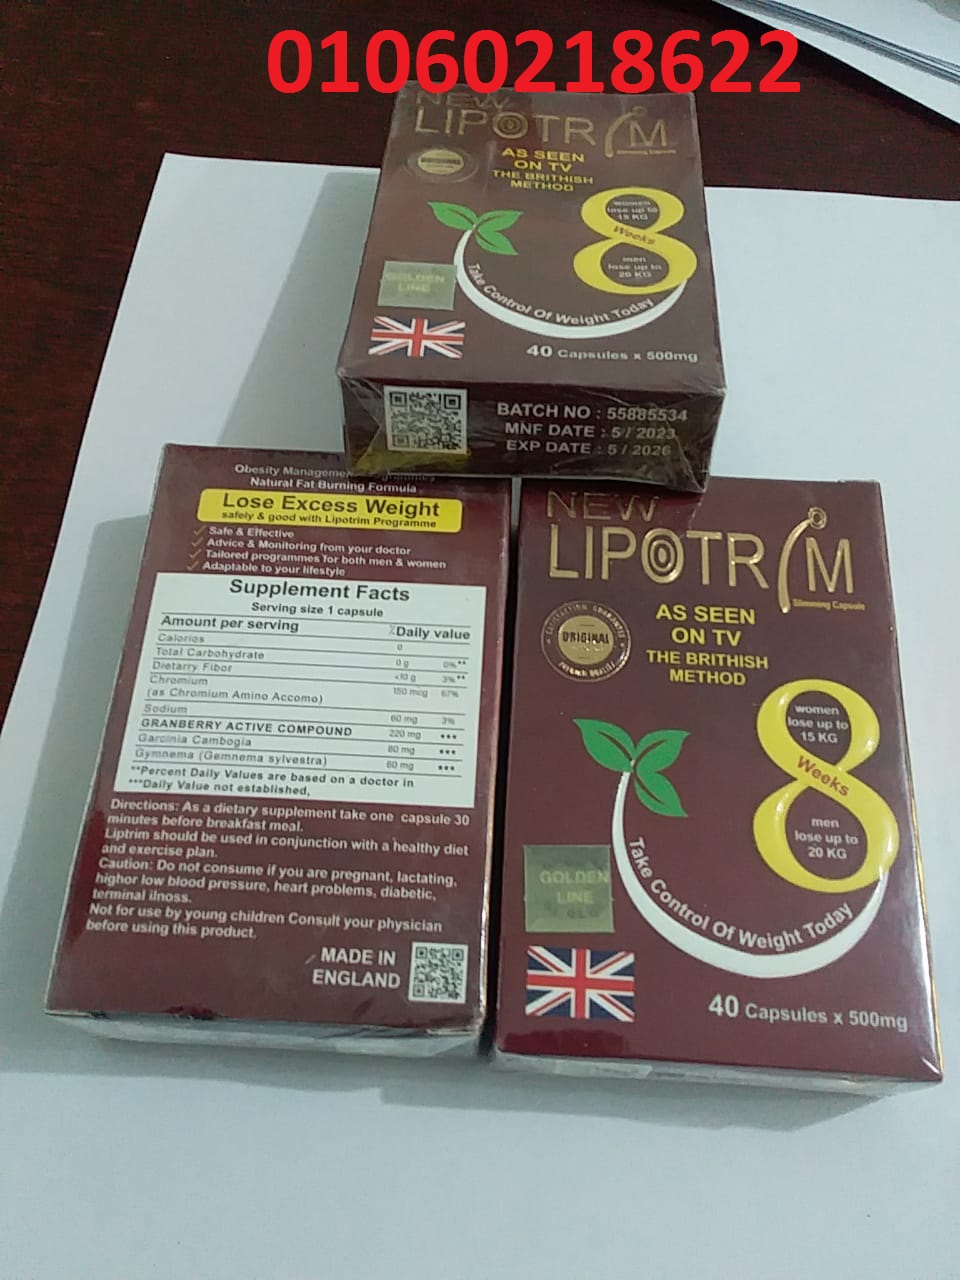 01060218622
NEW
LIPOTRIM
Slimming Capsule
ORIGINAL
AS SEEN
ON TV
THE BRITHISH
METHOD
women
lose up to
15 KG
Weeks
men
lose up to
20 KG
8
GOLDEN
LINE
Take Control Of Weight Today
40 Capsules x 500mg
BATCH NO : 55885534
MNF DATE : 5 / 2023
EXP DATE : 5 / 2026
Obesity Management
Natural Fat Burning Formula
Lose Excess Weight
safely & good with Lipotrim Programme
Safe & Effective
Advice & Monitoring from your doctor
Tailored programmes for both men & women
Adaptable to your lifestyle
Supplement Facts
Serving size 1 capsule
Amount per serving %Daily value
Calories 0
Total Carbohydrate 0 g 0%**
Dietarry Fibor <10 g 3%**
Chromium 150 mcg 67%
(as Chromium Amino Accomo)
Sodium 60 mg 3%
GRANBERRY ACTIVE COMPOUND 220 mg ***
Garcinia Cambogia 80 mg ***
Gymnema (Gemnema sylvestra) 60 mg ***
**Percent Daily Values are based on a doctor in
***Daily Value not established,
Directions: As a dietary supplement take one capsule 30
minutes before breakfast meal.
Liptrim should be used in conjunction with a healthy diet
and exercise plan.
Caution: Do not consume if you are pregnant, lactating,
highor low blood pressure, heart problems, diabetic,
terminal ilnoss.
Not for use by young children Consult your physician
before using this product.
MADE IN
ENGLAND
NEW
LIPOTRIM
Slimming Capsule
SATISFACTION GUARANTEE
ORIGINAL
AS SEEN
ON TV
THE BRITHISH
METHOD
women
lose up to
15 KG
Weeks
men
lose up to
20 KG
8
GOLDEN
LINE
Take Control Of Weight Today
40 Capsules x 500mg